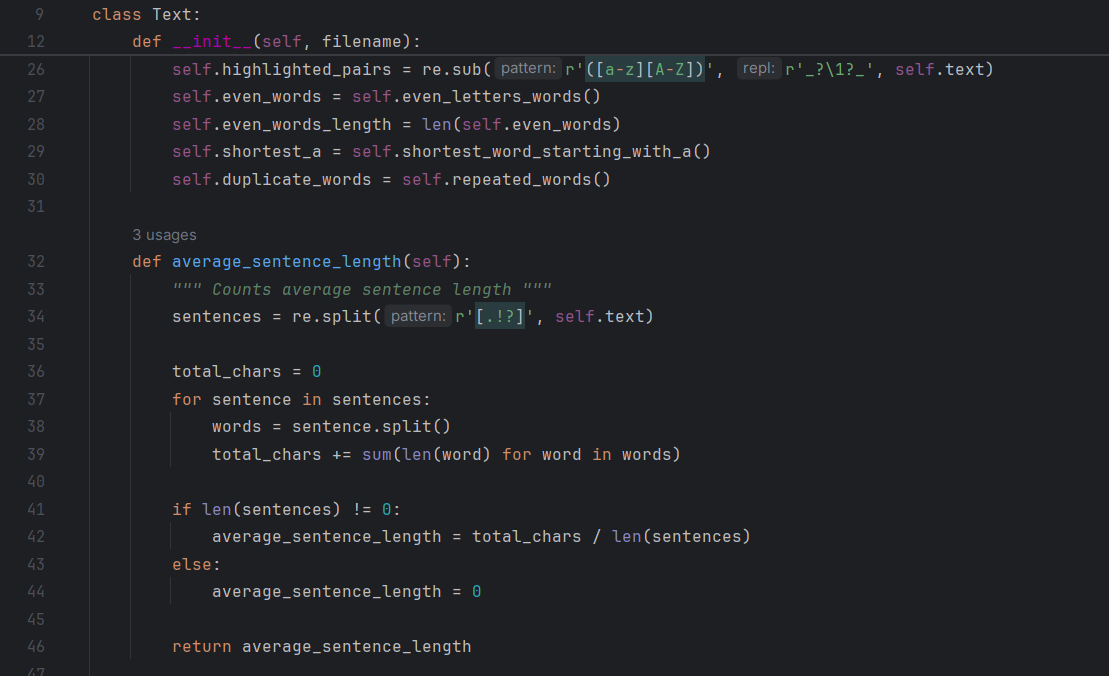 9 class Text:
12 def __init__(self, filename):
26 self.highlighted_pairs = re.sub( pattern: r'([a-z][A-Z])', repl: r'_?\1?_', self.text)
27 self.even_words = self.even_letters_words()
28 self.even_words_length = len(self.even_words)
29 self.shortest_a = self.shortest_word_starting_with_a()
30 self.duplicate_words = self.repeated_words()
31
3 usages
32 def average_sentence_length(self):
33 """ Counts average sentence length """
34 sentences = re.split( pattern: r'[.!?]', self.text)
35
36 total_chars = 0
37 for sentence in sentences:
38 words = sentence.split()
39 total_chars += sum(len(word) for word in words)
40
41 if len(sentences) != 0:
42 average_sentence_length = total_chars / len(sentences)
43 else:
44 average_sentence_length = 0
45
46 return average_sentence_length
47